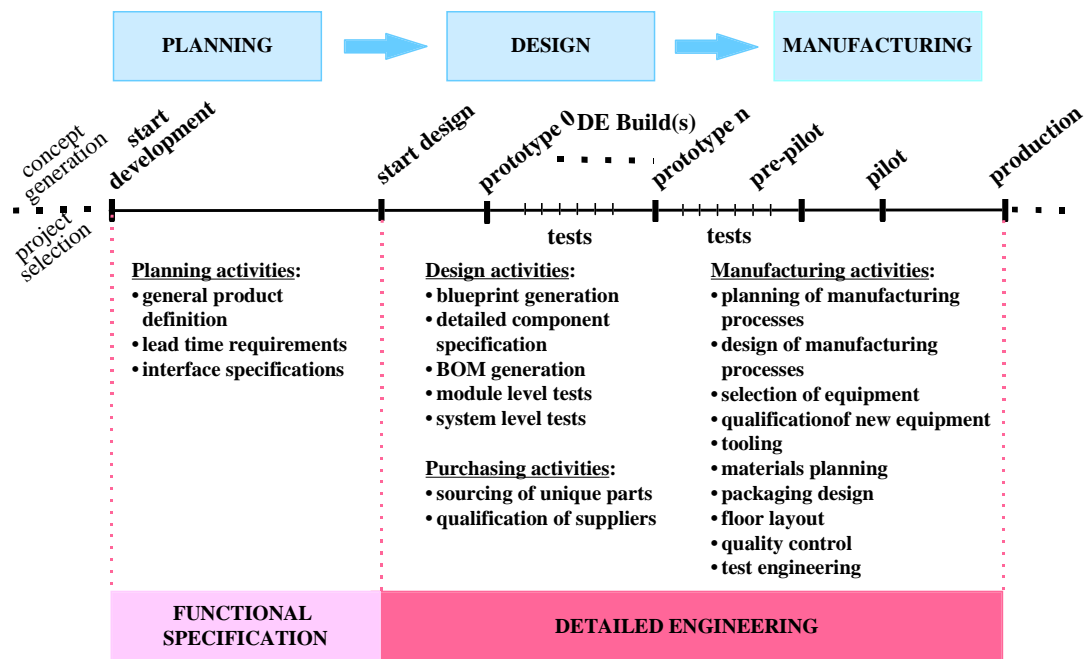 PLANNING
DESIGN
MANUFACTURING
concept
generation
project
selection
start
development
start design
prototype 0
DE Build(s)
prototype n
pre-pilot
pilot
production
tests
tests
Planning activities:
• general product
definition
• lead time requirements
• interface specifications
Design activities:
• blueprint generation
• detailed component
specification
• BOM generation
• module level tests
• system level tests
Purchasing activities:
• sourcing of unique parts
• qualification of suppliers
Manufacturing activities:
• planning of manufacturing
processes
• design of manufacturing
processes
• selection of equipment
• qualificationof new equipment
• tooling
• materials planning
• packaging design
• floor layout
• quality control
• test engineering
FUNCTIONAL
SPECIFICATION
DETAILED ENGINEERING